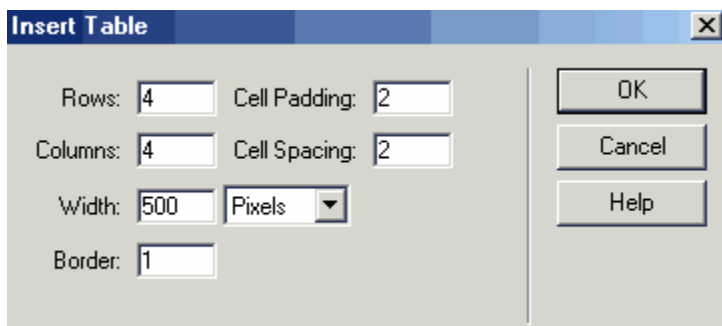 Insert Table
Rows: 4 Cell Padding: 2 OK
Columns: 4 Cell Spacing: 2 Cancel
Width: 500 Pixels Help
Border: 1